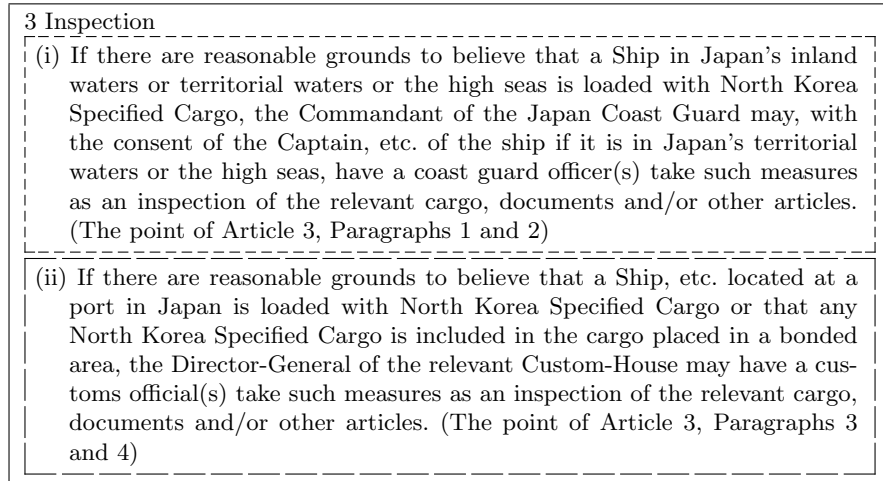 3 Inspection
(i) If there are reasonable grounds to believe that a Ship in Japan's inland
waters or territorial waters or the high seas is loaded with North Korea
Specified Cargo, the Commandant of the Japan Coast Guard may, with
the consent of the Captain, etc. of the ship if it is in Japan's territorial
waters or the high seas, have a coast guard officer(s) take such measures
as an inspection of the relevant cargo, documents and/or other articles.
(The point of Article 3, Paragraphs 1 and 2)
(ii) If there are reasonable grounds to believe that a Ship, etc. located at a
port in Japan is loaded with North Korea Specified Cargo or that any
North Korea Specified Cargo is included in the cargo placed in a bonded
area, the Director-General of the relevant Custom-House may have a cus-
toms official(s) take such measures as an inspection of the relevant cargo,
documents and/or other articles. (The point of Article 3, Paragraphs 3
and 4)